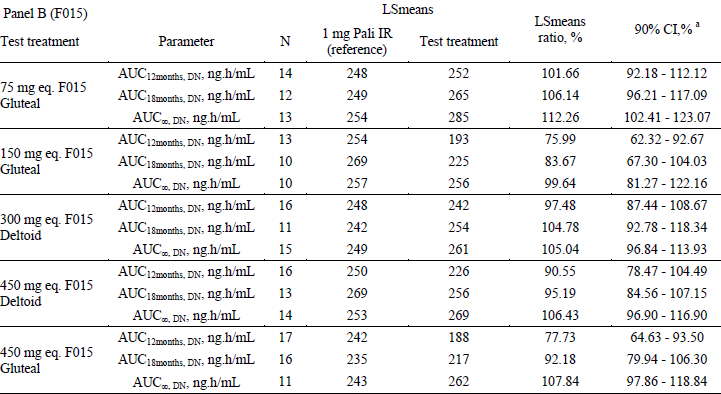 Panel B (F015) LSmeans
Test treatment Parameter N 1 mg Pali IR (reference) Test treatment LSmeans ratio, % 90% CI,% a
75 mg eq. F015 Gluteal
AUC12months, DN, ng.h/mL 14 248 252 101.66 92.18 - 112.12
AUC18months, DN, ng.h/mL 12 249 265 106.14 96.21 - 117.09
AUC∞, DN, ng.h/mL 13 254 285 112.26 102.41 - 123.07
150 mg eq. F015 Gluteal
AUC12months, DN, ng.h/mL 13 254 193 75.99 62.32 - 92.67
AUC18months, DN, ng.h/mL 10 269 225 83.67 67.30 - 104.03
AUC∞, DN, ng.h/mL 10 257 256 99.64 81.27 - 122.16
300 mg eq. F015 Deltoid
AUC12months, DN, ng.h/mL 16 248 242 97.48 87.44 - 108.67
AUC18months, DN, ng.h/mL 11 242 254 104.78 92.78 - 118.34
AUC∞, DN, ng.h/mL 15 249 261 105.04 96.84 - 113.93
450 mg eq. F015 Deltoid
AUC12months, DN, ng.h/mL 16 250 226 90.55 78.47 - 104.49
AUC18months, DN, ng.h/mL 13 269 256 95.19 84.56 - 107.15
AUC∞, DN, ng.h/mL 14 253 269 106.43 96.90 - 116.90
450 mg eq. F015 Gluteal
AUC12months, DN, ng.h/mL 17 242 188 77.73 64.63 - 93.50
AUC18months, DN, ng.h/mL 16 235 217 92.18 79.94 - 106.30
AUC∞, DN, ng.h/mL 11 243 262 107.84 97.86 - 118.84